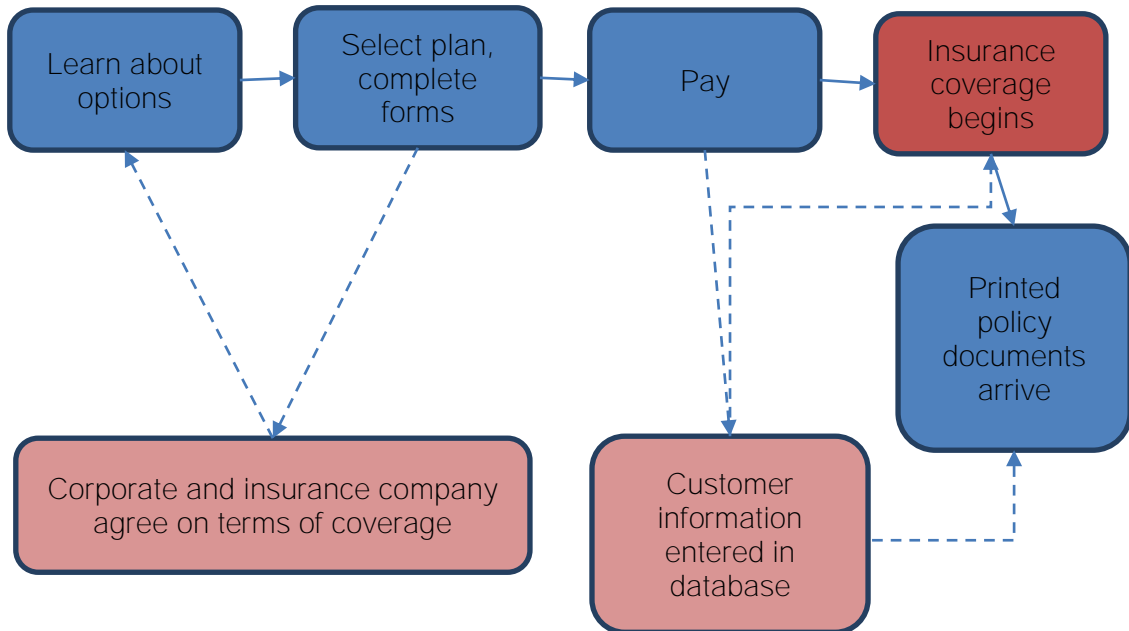 Learn about
options
Select plan,
complete
forms
Pay
Insurance
coverage
begins
Printed
policy
documents
arrive
Corporate and insurance company
agree on terms of coverage
Customer
information
entered in
database